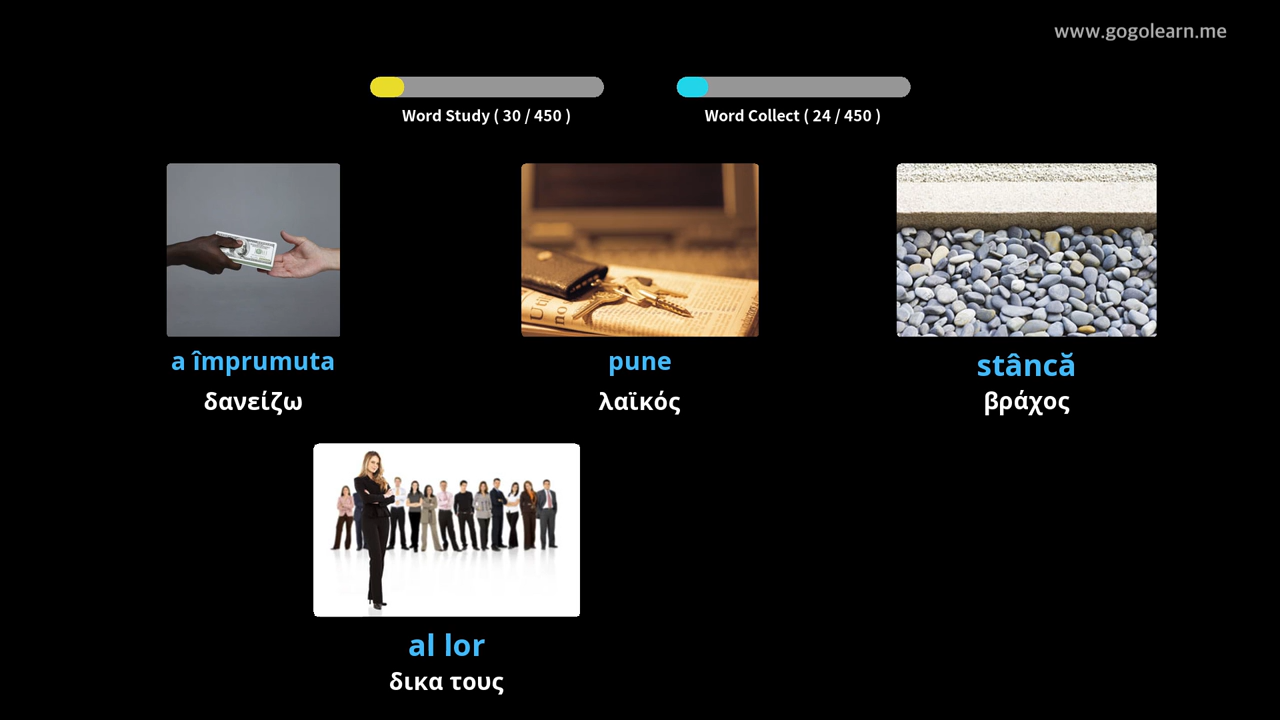 www.gogolearn.me
Word Study ( 30 / 450 )
Word Collect ( 24 / 450 )
a împrumuta
δανείζω
pune
λαϊκός
stâncă
βράχος
al lor
δικα τους